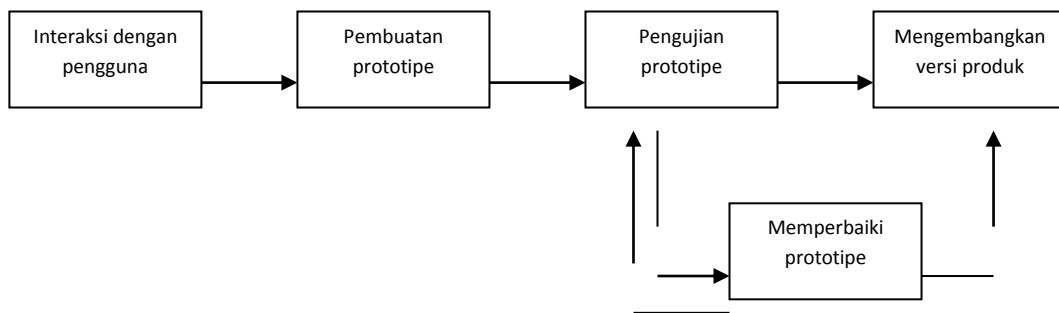 Interaksi dengan
pengguna
Pembuatan
prototipe
Pengujian
prototipe
Mengembangkan
versi produk
Memperbaiki
prototipe